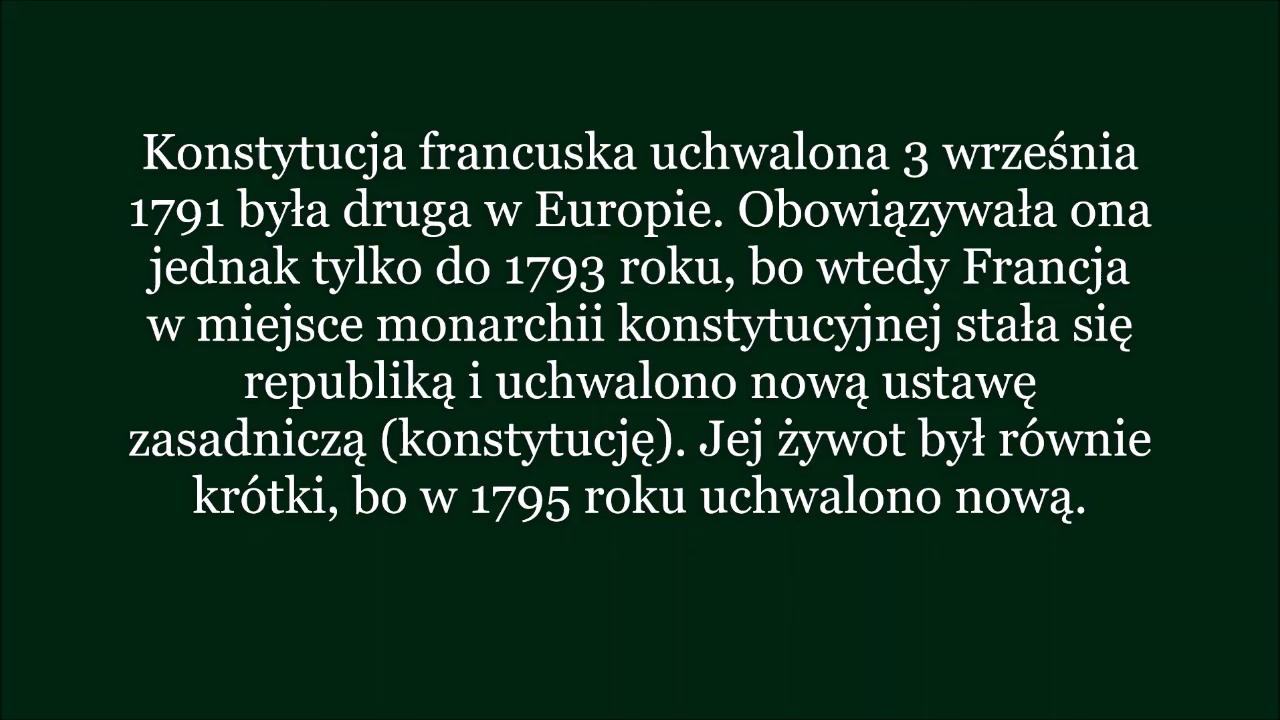 Konstytucja francuska uchwalona 3 września
1791 była druga w Europie. Obowiązywała ona
jednak tylko do 1793 roku, bo wtedy Francja
w miejsce monarchii konstytucyjnej stała się
republiką i uchwalono nową ustawę
zasadniczą (konstytucję). Jej żywot był równie
krótki, bo w 1795 roku uchwalono nową.